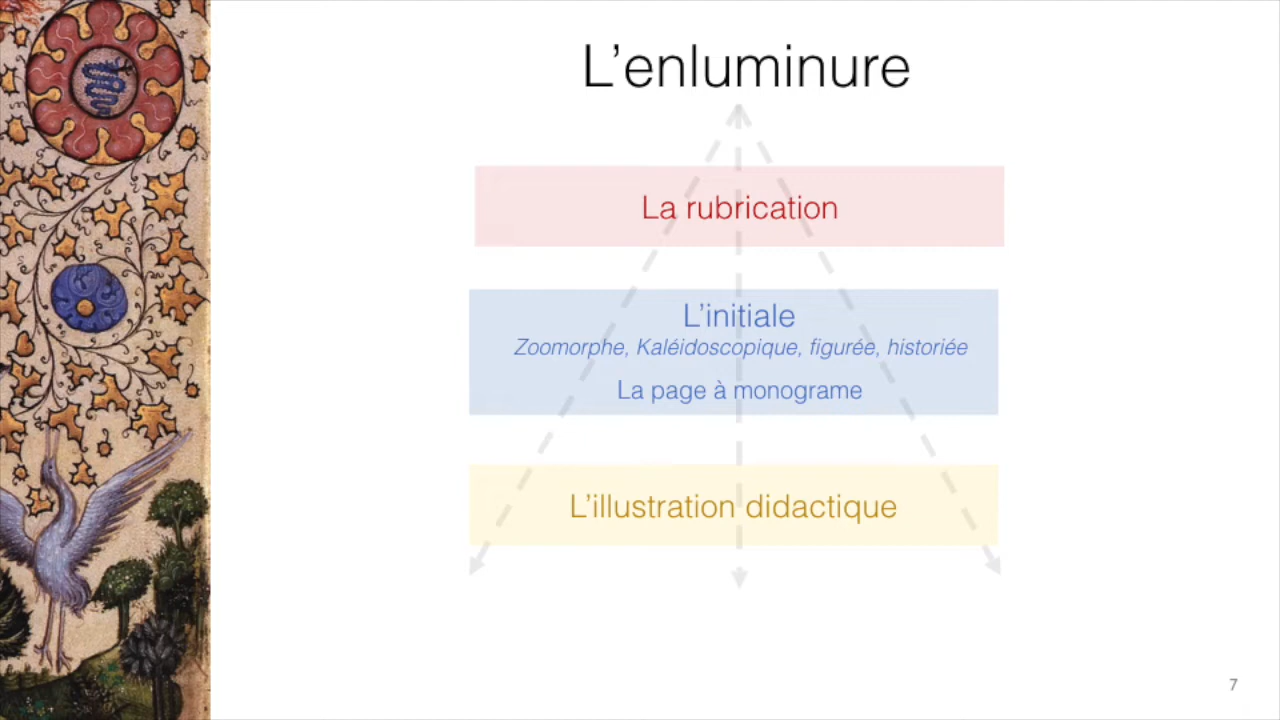 L’enluminure
La rubrication
L’initiale
Zoomorphe, Kaléidoscopique, figurée, historiée
La page à monograme
L’illustration didactique
7